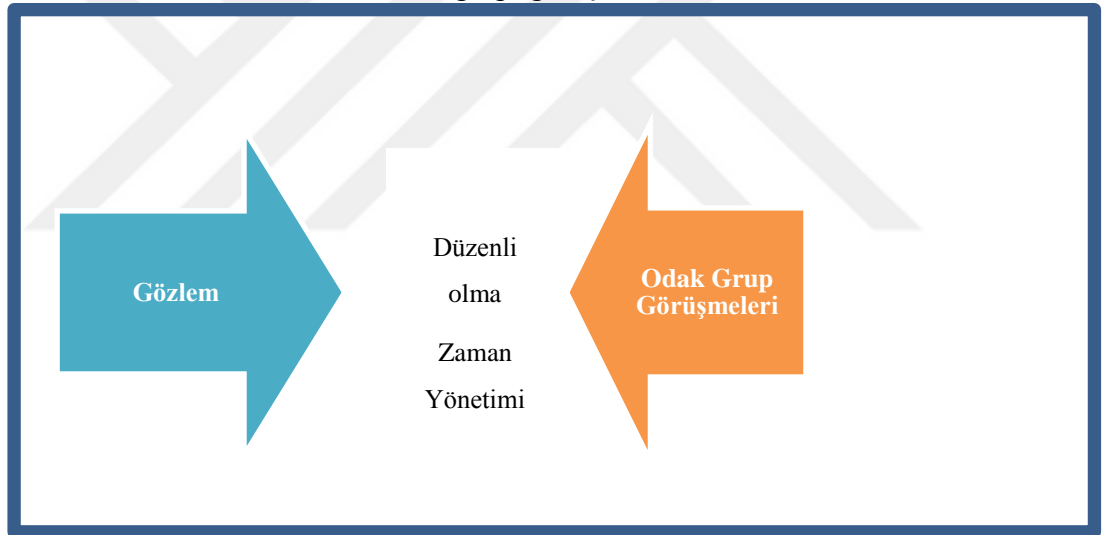 Gözlem
Düzenli
olma
Zaman
Yönetimi
Odak Grup
Görüşmeleri